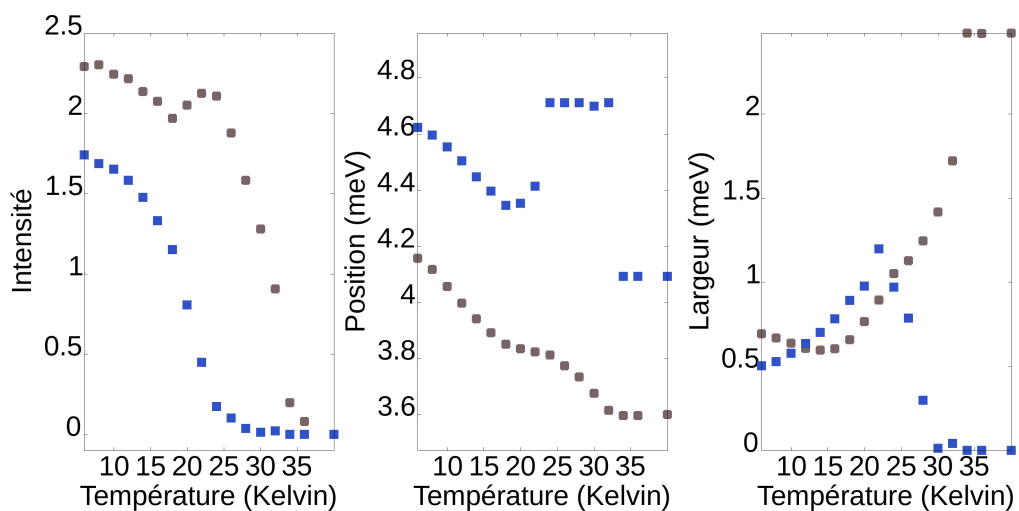 2.5
2
1.5
1
0.5
0
Intensité
10 15 20 25 30 35
Température (Kelvin)
4.8
4.6
4.4
4.2
4
3.8
3.6
Position (meV)
10 15 20 25 30 35
Température (Kelvin)
2
1.5
1
0.5
0
Largeur (meV)
10 15 20 25 30 35
Température (Kelvin)